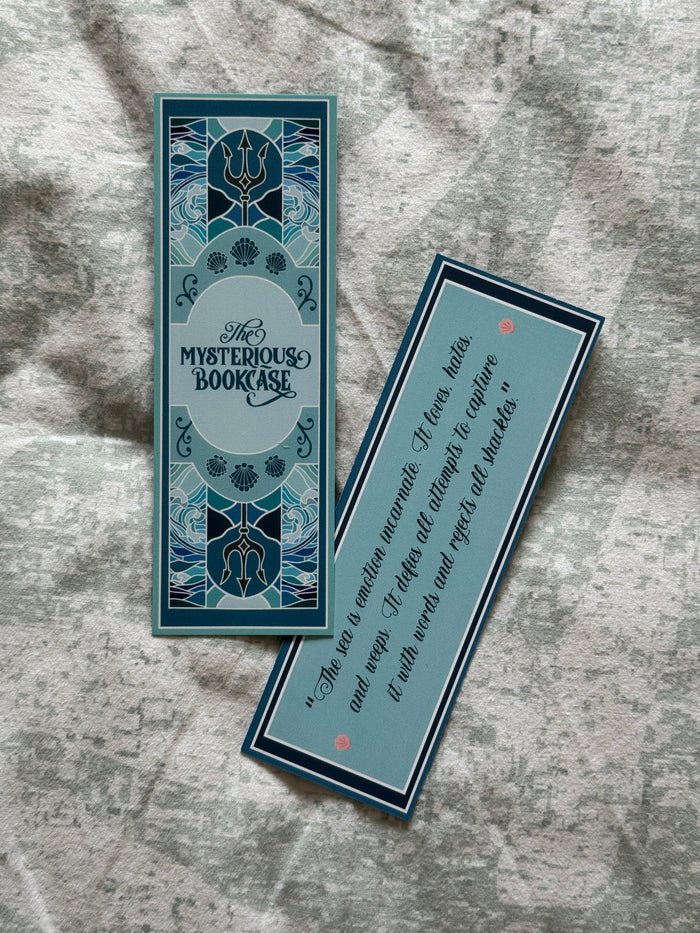 The
MYSTERIOUS
BOOKCASE
"The sea is emotion incarnate. It loves, hates,
and weeps. It defies all attempts to capture
it with words and rejects all shackles."